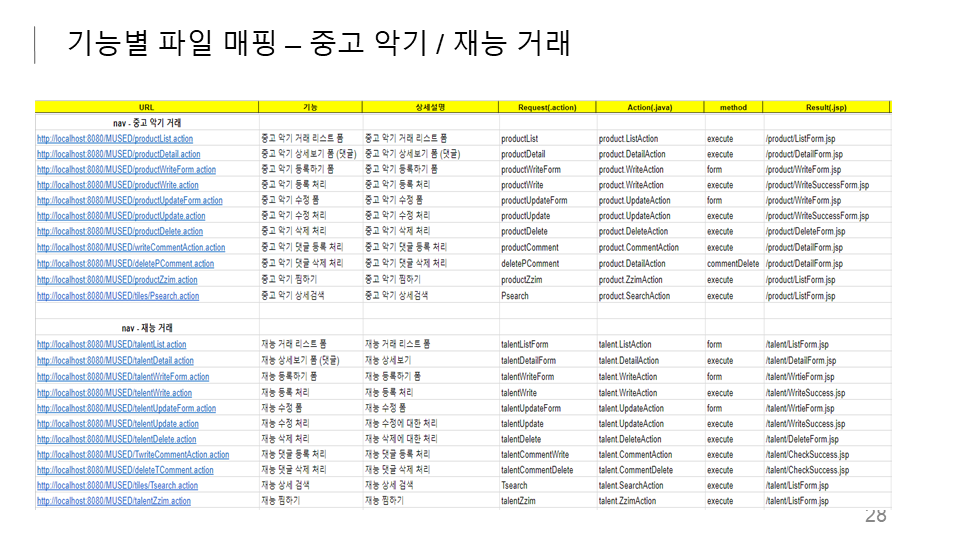 기능별 파일 매핑 – 중고 악기 / 재능 거래
URL 기능 상세설명 Request(.action) Action(.java) method Result(.jsp)
nav - 중고 악기 거래
http://localhost:8080/MUSED/productList.action 중고 악기 거래 리스트 폼 중고 악기 거래 리스트 폼 productList product.ListAction execute /product/ListForm.jsp
http://localhost:8080/MUSED/productDetail.action 중고 악기 상세보기 폼 (댓글) 중고 악기 상세보기 폼 (댓글) productDetail product.DetailAction execute /product/DetailForm.jsp
http://localhost:8080/MUSED/productWriteForm.action 중고 악기 등록하기 폼 중고 악기 등록하기 폼 productWriteForm product.WriteAction form /product/WriteForm.jsp
http://localhost:8080/MUSED/productWrite.action 중고 악기 등록 처리 중고 악기 등록 처리 productWrite product.WriteAction execute /product/WriteSuccessForm.jsp
http://localhost:8080/MUSED/productUpdateForm.action 중고 악기 수정 폼 중고 악기 수정 폼 productUpdateForm product.UpdateAction form /product/WriteForm.jsp
http://localhost:8080/MUSED/productUpdate.action 중고 악기 수정 처리 중고 악기 수정 처리 productUpdate product.UpdateAction execute /product/WriteSuccessForm.jsp
http://localhost:8080/MUSED/productDelete.action 중고 악기 삭제 처리 중고 악기 삭제 처리 productDelete product.DeleteAction execute /product/DeleteForm.jsp
http://localhost:8080/MUSED/writeCommentAction.action 중고 악기 댓글 등록 처리 중고 악기 댓글 등록 처리 productComment product.CommentAction execute /product/DetailForm.jsp
http://localhost:8080/MUSED/deletePComment.action 중고 악기 댓글 삭제 처리 중고 악기 댓글 삭제 처리 deletePComment product.DetailAction commentDelete /product/DetailForm.jsp
http://localhost:8080/MUSED/productZzim.action 중고 악기 찜하기 중고 악기 찜하기 productZzim product.ZzimAction execute /product/ListForm.jsp
http://localhost:8080/MUSED/tiles/Psearch.action 중고 악기 상세검색 중고 악기 상세검색 Psearch product.SearchAction execute /product/ListForm.jsp
nav - 재능 거래
http://localhost:8080/MUSED/talentList.action 재능 거래 리스트 폼 재능 거래 리스트 폼 talentListForm talent.ListAction form /talent/ListForm.jsp
http://localhost:8080/MUSED/talentDetail.action 재능 상세보기 폼 (댓글) 재능 상세보기 talentDetailForm talent.DetailAction execute /talent/DetailForm.jsp
http://localhost:8080/MUSED/talentWriteForm.action 재능 등록하기 폼 재능 등록하기 폼 talentWriteForm talent.WriteAction form /talent/WrtieForm.jsp
http://localhost:8080/MUSED/talentWrite.action 재능 등록 처리 재능 등록 처리 talentWrite talent.WriteAction execute /talent/WriteSuccess.jsp
http://localhost:8080/MUSED/telentUpdateForm.action 재능 수정 폼 재능 수정 폼 talentUpdateForm talent.UpdateAction form /talent/WrtieForm.jsp
http://localhost:8080/MUSED/telentUpdate.action 재능 수정 처리 재능 수정에 대한 처리 talentUpdate talent.UpdateAction execute /talent/WriteSuccess.jsp
http://localhost:8080/MUSED/telentDelete.action 재능 삭제 처리 재능 삭제에 대한 처리 talentDelete talent.DeleteAction execute /talent/DeleteForm.jsp
http://localhost:8080/MUSED/TwriteCommentAction.action 재능 댓글 등록 처리 재능 댓글 등록 처리 talentCommentWrite talent.CommentAction execute /talent/CheckSuccess.jsp
http://localhost:8080/MUSED/deleteTComment.action 재능 댓글 삭제 처리 재능 댓글 삭제 처리 talentCommentDelete talent.CommentDelete execute /talent/CheckSuccess.jsp
http://localhost:8080/MUSED/tiles/Tsearch.action 재능 상세 검색 재능 상세 검색 Tsearch talent.SearchAction execute /talent/ListForm.jsp
http://localhost:8080/MUSED/talentZzim.action 재능 찜하기 재능 찜하기 talentZzim talent.ZzimAction execute /talent/ListForm.jsp
28